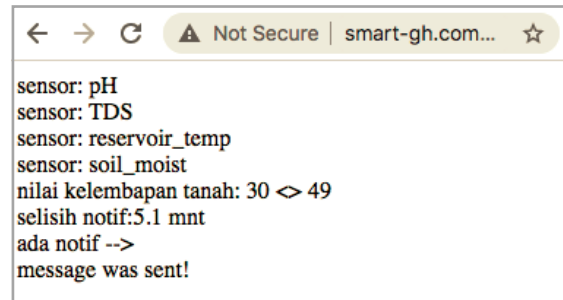 Not Secure | smart-gh.com...
sensor: pH
sensor: TDS
sensor: reservoir_temp
sensor: soil_moist
nilai kelembapan tanah: 30 <> 49
selisih notif:5.1 mnt
ada notif -->
message was sent!